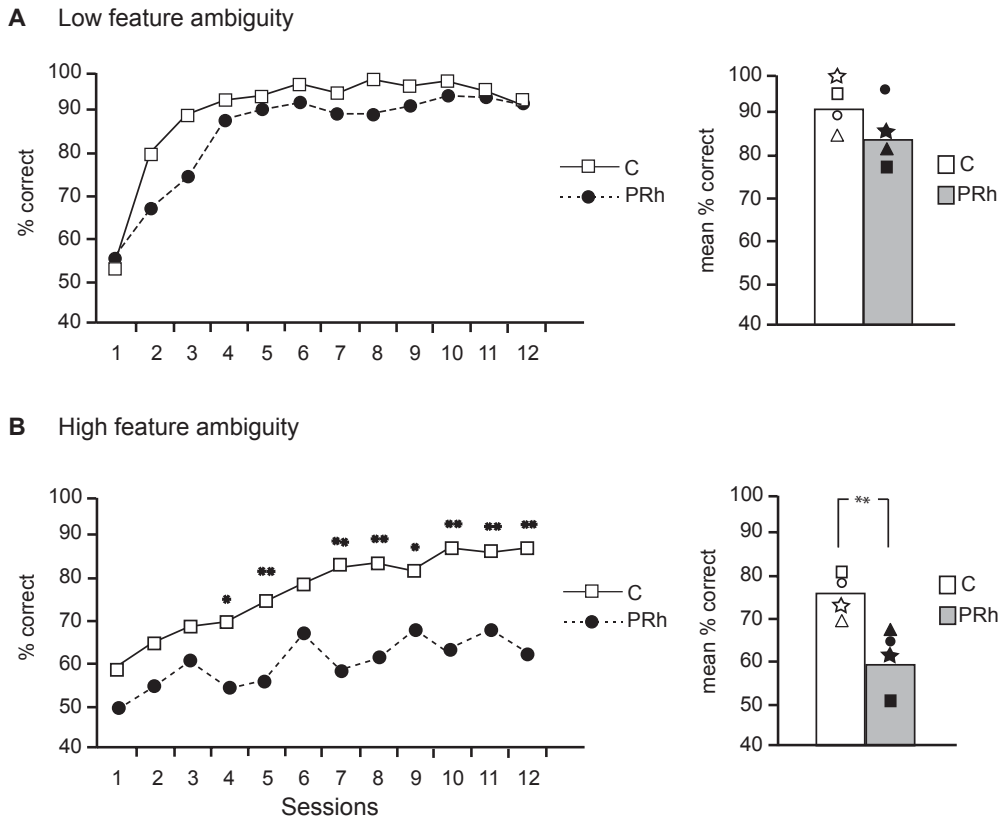 A Low feature ambiguity
100
90
80
70
60
50
40
% correct
1 2 3 4 5 6 7 8 9 10 11 12
C
PRh
100
90
80
70
60
50
40
mean % correct
C
PRh
B High feature ambiguity
100
90
80
70
60
50
40
% correct
* ** ** ** * ** ** **
1 2 3 4 5 6 7 8 9 10 11 12
Sessions
C
PRh
100
90
80
70
60
50
40
mean % correct
**
C
PRh